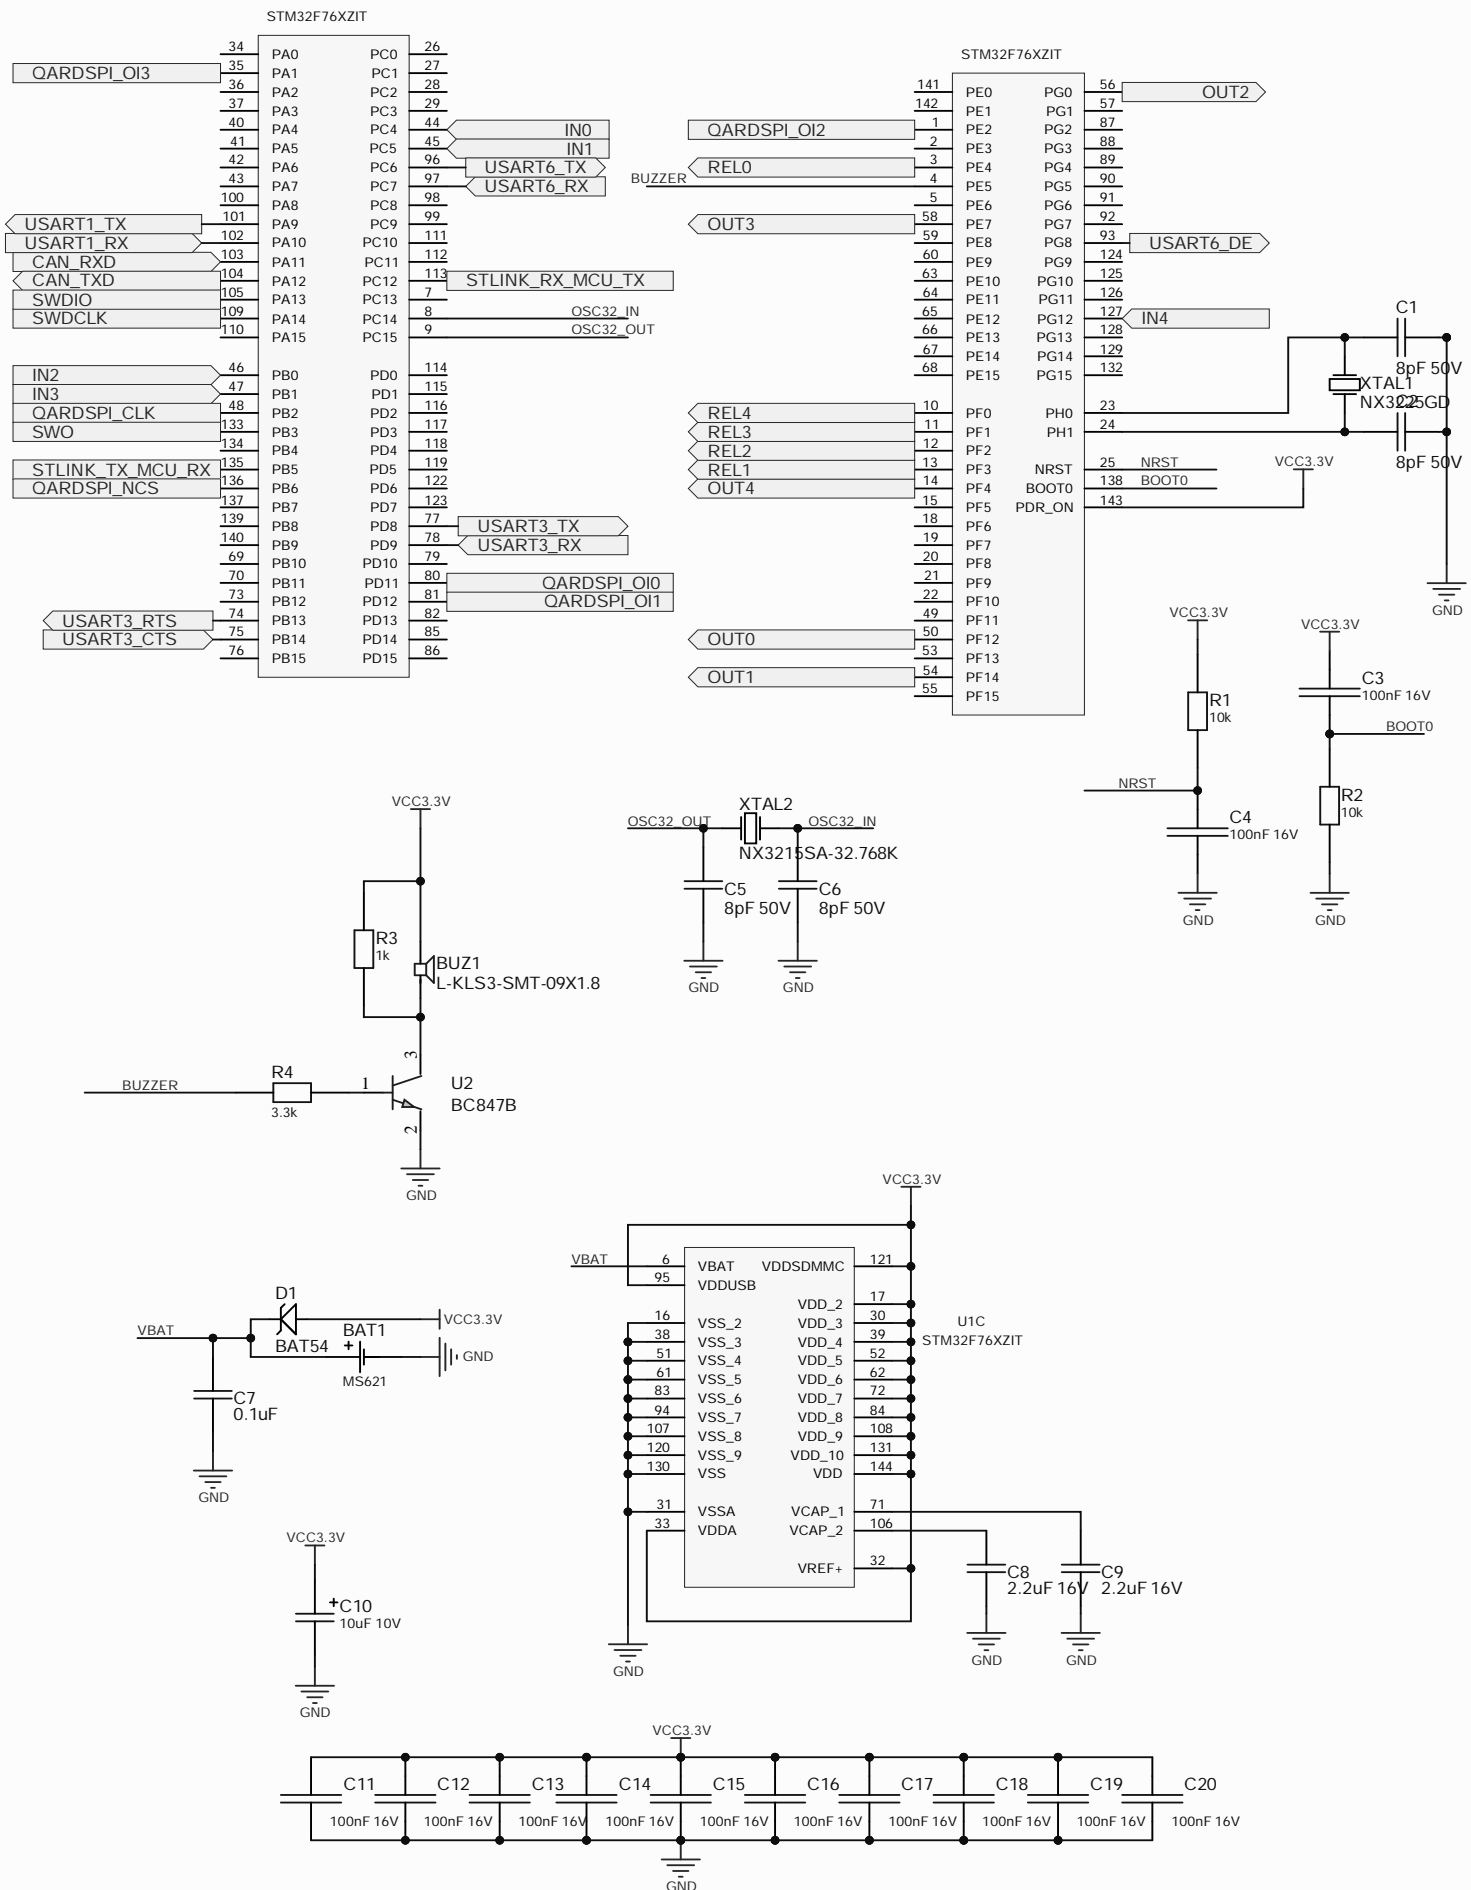 STM32F76XZIT
34 PA0 PC0 26
QARDSPI_OI3 35 PA1 PC1 27
36 PA2 PC2 28
37 PA3 PC3 29
40 PA4 PC4 44 IN0
41 PA5 PC5 45 IN1
42 PA6 PC6 96 USART6_TX
43 PA7 PC7 97 USART6_RX
100 PA8 PC8 98
USART1_TX 101 PA9 PC9 99
USART1_RX 102 PA10 PC10 111
CAN_RXD 103 PA11 PC11 112
CAN_TXD 104 PA12 PC12 113 STLINK_RX_MCU_TX
SWDIO 105 PA13 PC13 7
SWDCLK 109 PA14 PC14 8 OSC32_IN
110 PA15 PC15 9 OSC32_OUT
IN2 46 PB0 PD0 114
IN3 47 PB1 PD1 115
QARDSPI_CLK 48 PB2 PD2 116
SWO 133 PB3 PD3 117
134 PB4 PD4 118
STLINK_TX_MCU_RX 135 PB5 PD5 119
QARDSPI_NCS 136 PB6 PD6 122
137 PB7 PD7 123
139 PB8 PD8 77 USART3_TX
140 PB9 PD9 78 USART3_RX
69 PB10 PD10 79
70 PB11 PD11 80 QARDSPI_OI0
73 PB12 PD12 81 QARDSPI_OI1
USART3_RTS 74 PB13 PD13 82
USART3_CTS 75 PB14 PD14 85
76 PB15 PD15 86
STM32F76XZIT
141 PE0 PG0 56 OUT2
142 PE1 PG1 57
QARDSPI_OI2 1 PE2 PG2 87
2 PE3 PG3 88
REL0 3 PE4 PG4 89
BUZZER 4 PE5 PG5 90
5 PE6 PG6 91
OUT3 58 PE7 PG7 92
59 PE8 PG8 93 USART6_DE
60 PE9 PG9 124
63 PE10 PG10 125
64 PE11 PG11 126
65 PE12 PG12 127 IN4
66 PE13 PG13 128
67 PE14 PG14 129
68 PE15 PG15 132
REL4 10 PF0 PH0 23
REL3 11 PF1 PH1 24
REL2 12 PF2
REL1 13 PF3 NRST 25 NRST
OUT4 14 PF4 BOOT0 138 BOOT0
15 PF5 PDR_ON 143
18 PF6
19 PF7
20 PF8
21 PF9
22 PF10
49 PF11
OUT0 50 PF12
53 PF13
OUT1 54 PF14
55 PF15
C1
8pF 50V
XTAL1
NX3225GD
C2
8pF 50V
VCC3.3V
GND
VCC3.3V
R1
10k
NRST
C4
100nF 16V
GND
VCC3.3V
C3
100nF 16V
BOOT0
R2
10k
GND
VCC3.3V
R3
1k
BUZ1
L-KLS3-SMT-09X1.8
3
BUZZER
R4
3.3k
1
U2
BC847B
2
GND
XTAL2
OSC32_OUT OSC32_IN
NX3215SA-32.768K
C5
8pF 50V
C6
8pF 50V
GND GND
VCC3.3V
VBAT 6 VBAT VDDSDMMC 121
95 VDDUSB
VDD_2 17
16 VSS_2 VDD_3 30
38 VSS_3 VDD_4 39
51 VSS_4 VDD_5 52
61 VSS_5 VDD_6 62
83 VSS_6 VDD_7 72
94 VSS_7 VDD_8 84
107 VSS_8 VDD_9 108
120 VSS_9 VDD_10 131
130 VSS VDD 144
31 VSSA VCAP_1 71
33 VDDA VCAP_2 106
VREF+ 32
U1C
STM32F76XZIT
C8
2.2uF 16V
C9
2.2uF 16V
GND GND GND
D1
BAT54
VCC3.3V
VBAT
BAT1
+
MS621
GND
C7
0.1uF
GND
VCC3.3V
+
C10
10uF 10V
GND
VCC3.3V
C11 C12 C13 C14 C15 C16 C17 C18 C19 C20
100nF 16V 100nF 16V 100nF 16V 100nF 16V 100nF 16V 100nF 16V 100nF 16V 100nF 16V 100nF 16V 100nF 16V
GND